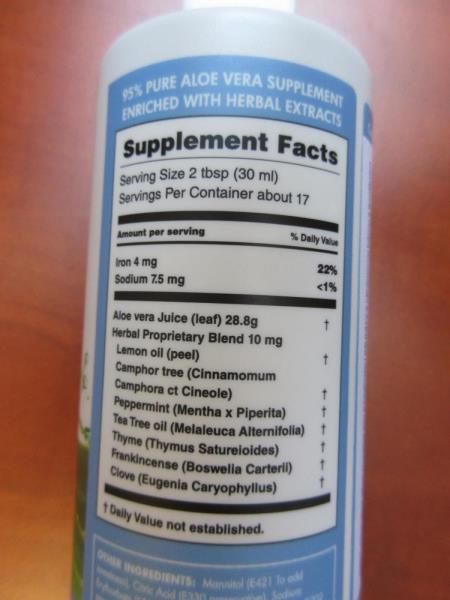 95% PURE ALOE VERA SUPPLEMENT
ENRICHED WITH HERBAL EXTRACTS
Supplement Facts
Serving Size 2 tbsp (30 ml)
Servings Per Container about 17
Amount per serving % Daily Value
Iron 4 mg 22%
Sodium 7.5 mg <1%
Aloe vera Juice (leaf) 28.8g †
Herbal Proprietary Blend 10 mg
Lemon oil (peel) †
Camphor tree (Cinnamomum
Camphora ct Cineole) †
Peppermint (Mentha x Piperita) †
Tea Tree oil (Melaleuca Alternifolia) †
Thyme (Thymus Satureioides) †
Frankincense (Boswelia Carterii) †
Clove (Eugenia Caryophyllus) †
† Daily Value not established.
OTHER INGREDIENTS: Mannitol (E421 To add
Citric Acid (E330 Sodium